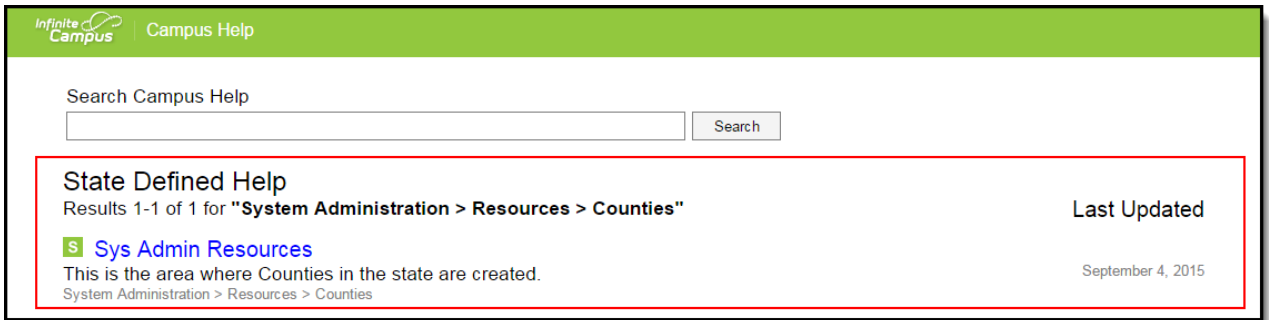 Infinite Campus Campus Help
Search Campus Help
Search
State Defined Help
Results 1-1 of 1 for "System Administration > Resources > Counties"
Last Updated
S Sys Admin Resources
This is the area where Counties in the state are created.
September 4, 2015
System Administration > Resources > Counties